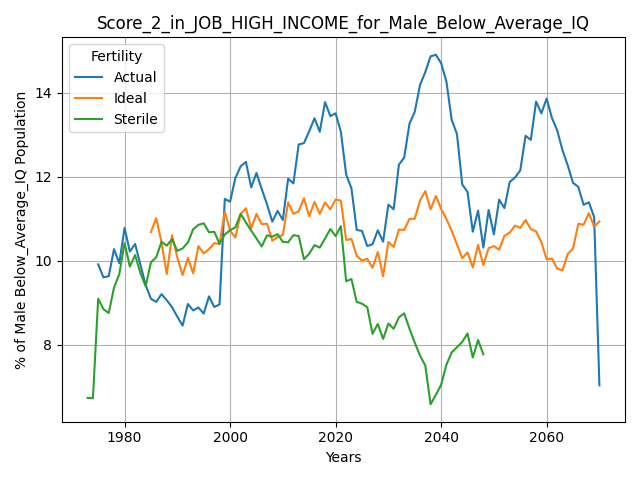 Score_2_in_JOB_HIGH_INCOME_for_Male_Below_Average_IQ
Fertility
Actual
Ideal
Sterile
% of Male Below_Average_IQ Population
14
12
10
8
1980 2000 2020 2040 2060
Years